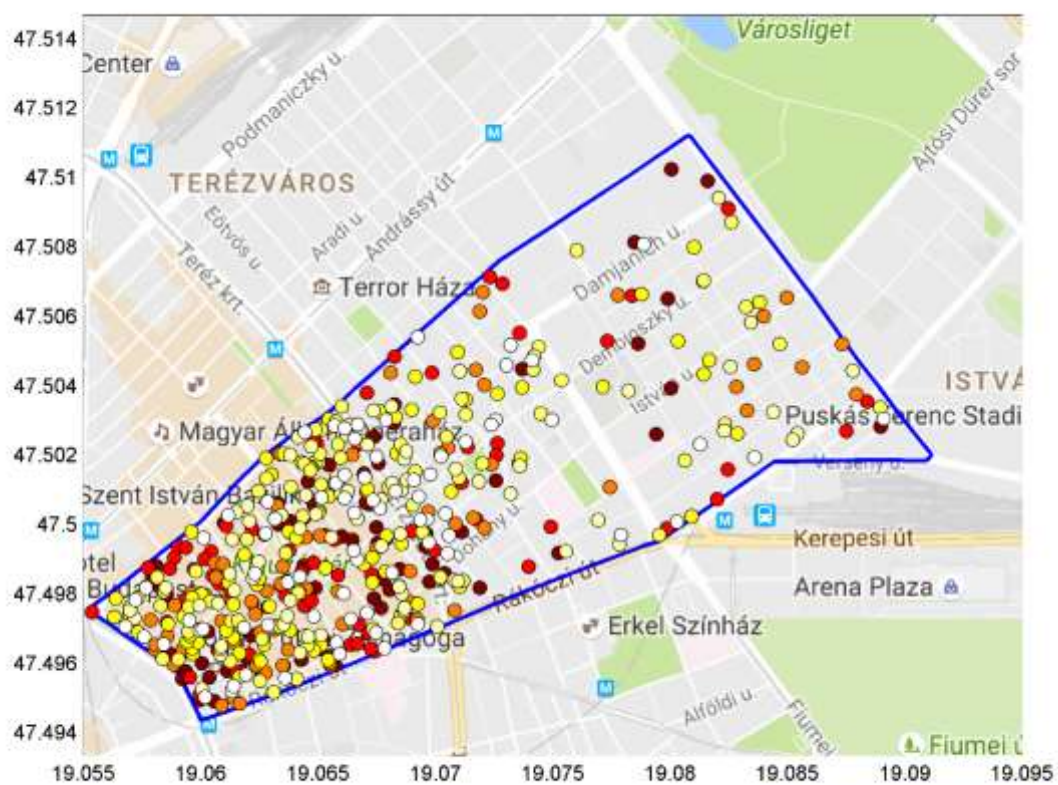 47.514
47.512
47.51
47.508
47.506
47.504
47.502
47.5
47.498
47.496
47.494
19.055
19.06
19.065
19.07
19.075
19.08
19.085
19.09
19.095
Városliget
Center
Podmaniczky u.
Ajtósi Dürer sor
M
M
TERÉZVÁROS
Andrássy út
Aradi u.
Eötvös u.
Teréz krt.
Damjanich u.
Terror Háza
Dembinszky u.
M
István u.
ISTVÁ
Puskás Ferenc Stadi
Magyar Ál
Verseny u.
Szent István Bazilik
M
M
Kerepesi út
Rákóczi út
Arena Plaza
Erkel Színház
M
Alföldi u.
Fiumei
M
Fiumei ú